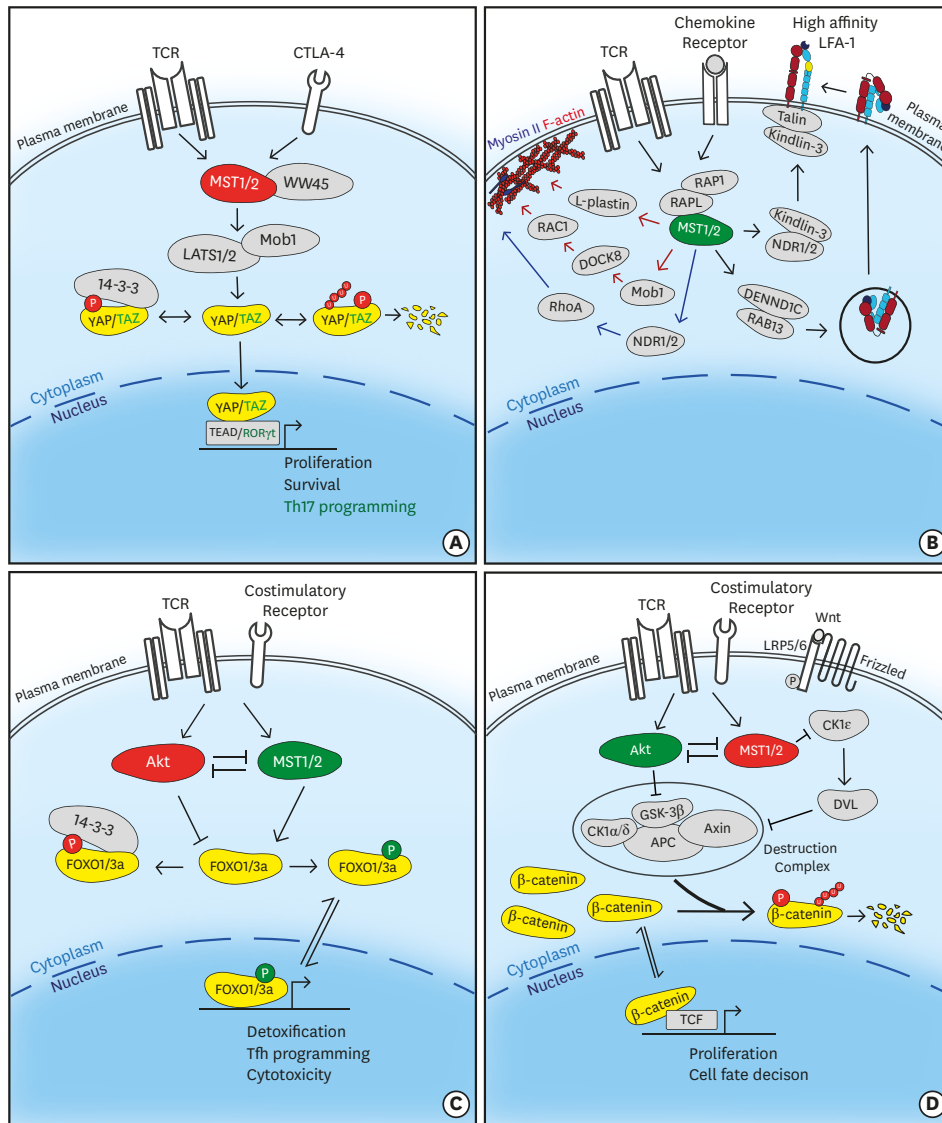 TCR
CTLA-4
Plasma membrane
MST1/2
WW45
LATS1/2
Mob1
14-3-3
P
YAP/TAZ
YAP/TAZ
U
U
U
U
P
YAP/TAZ
Cytoplasm
Nucleus
YAP/TAZ
TEAD/RORγt
Proliferation
Survival
Th17 programming
A
TCR
Chemokine
Receptor
High affinity
LFA-1
Plasma
membrane
Myosin II F-actin
Talin
Kindlin-3
RAP1
RAPL
MST1/2
L-plastin
RAC1
DOCK8
Mob1
RhoA
NDR1/2
Kindlin-3
NDR1/2
DENND1C
RAB13
Cytoplasm
Nucleus
B
TCR
Costimulatory
Receptor
Plasma membrane
Akt
MST1/2
14-3-3
P
FOXO1/3a
FOXO1/3a
P
FOXO1/3a
Cytoplasm
Nucleus
P
FOXO1/3a
Detoxification
Tfh programming
Cytotoxicity
C
TCR
Costimulatory
Receptor
Wnt
LRP5/6
Frizzled
P
Plasma membrane
Akt
MST1/2
CK1ε
DVL
GSK-3β
CK1α/δ
APC
Axin
Destruction
Complex
β-catenin
β-catenin
β-catenin
P
U
U
U
U
β-catenin
Cytoplasm
Nucleus
β-catenin
TCF
Proliferation
Cell fate decison
D